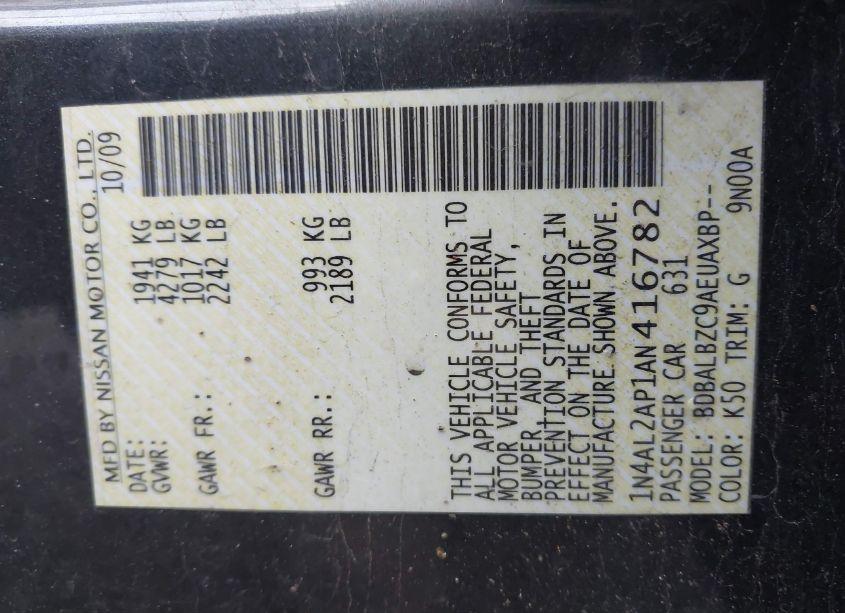 MFD BY NISSAN MOTOR CO., LTD.
DATE: 10/09
GVWR: 1941 KG
4279 LB
GAWR FR.: 1017 KG
2242 LB
GAWR RR.: 993 KG
2189 LB
THIS VEHICLE CONFORMS TO
ALL APPLICABLE FEDERAL
MOTOR VEHICLE SAFETY,
BUMPER, AND THEFT
PREVENTION STANDARDS IN
EFFECT ON THE DATE OF
MANUFACTURE SHOWN ABOVE.
1N4AL2AP1AN416782
PASSENGER CAR 631
MODEL: BDBALBZC9AEUAXBP--
COLOR: K50 TRIM: G 9N00A